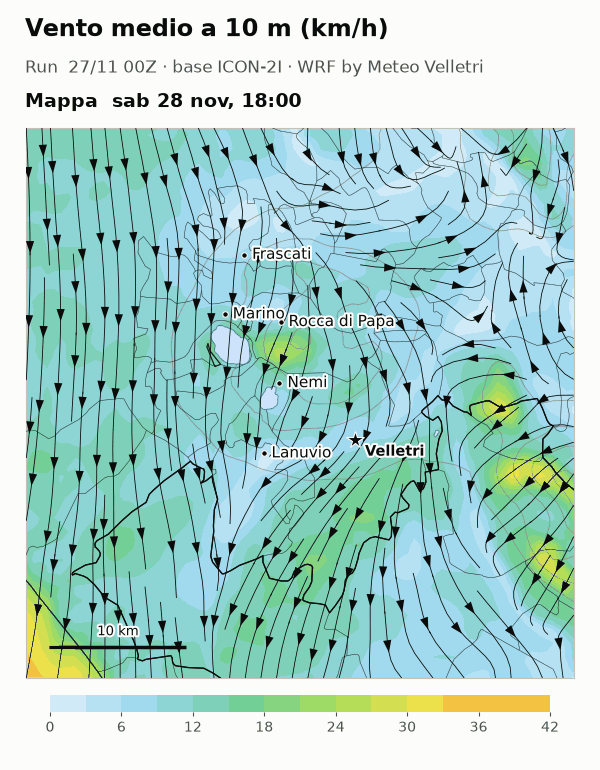 Vento medio a 10 m (km/h)
Run 27/11 00Z · base ICON-2I · WRF by Meteo Velletri
Mappa sab 28 nov, 18:00
Frascati
Marino
Rocca di Papa
Nemi
Velletri
Lanuvio
10 km
0 6 12 18 24 30 36 42